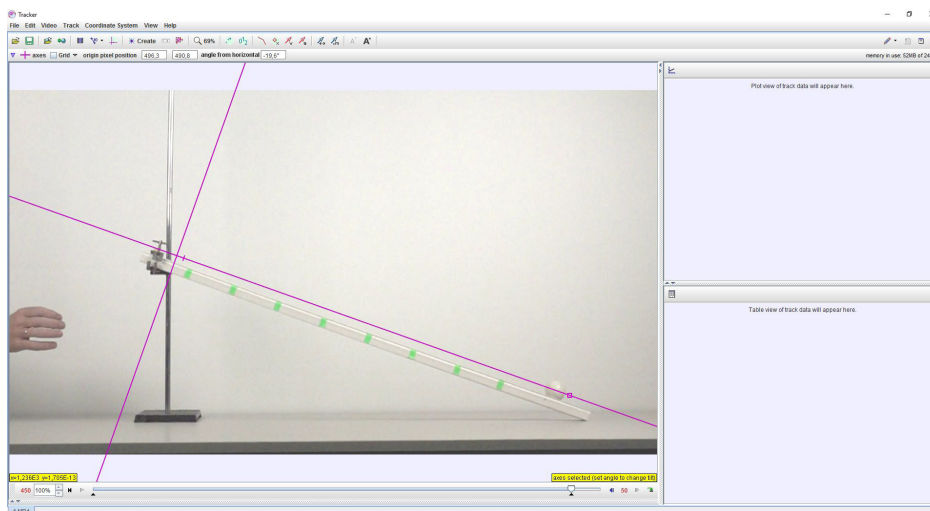 Tracker
File Edit Video Track Coordinate System View Help
Create 69%
axes Grid origin pixel position 496,3 490,8 angle from horizontal -19,6° memory in use: 52MB of 24
Plot view of track data will appear here.
Table view of track data will appear here.
x=1,236E3 y=1,705E-13 axes selected (set angle to change tilt)
450 100% 50